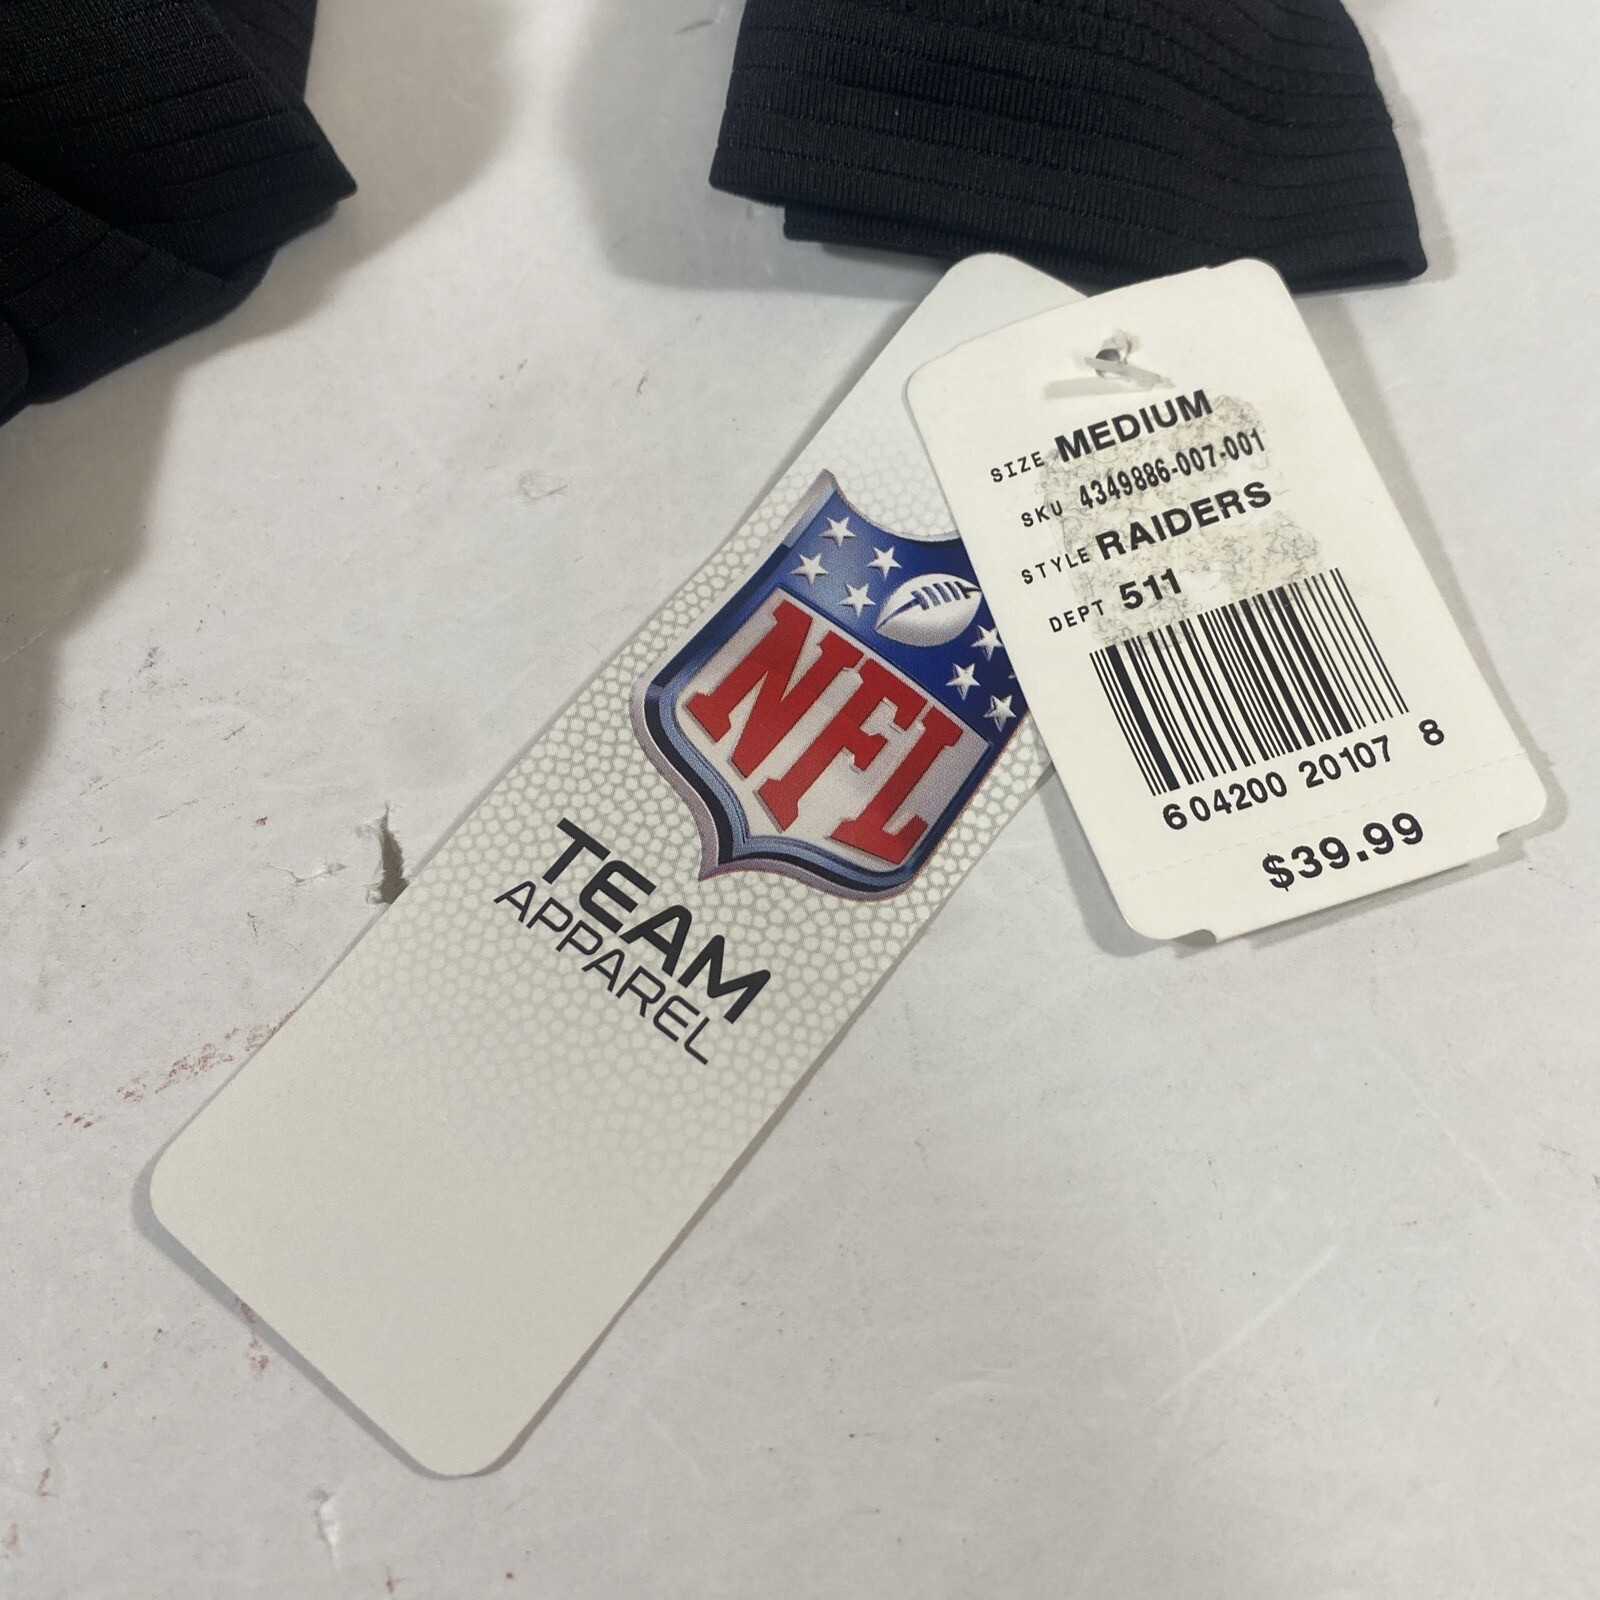 SIZE MEDIUM
SKU 4349886-007-001
STYLE RAIDERS
DEPT 511
6 04200 20107 8
$39.99
NFL
TEAM
APPAREL